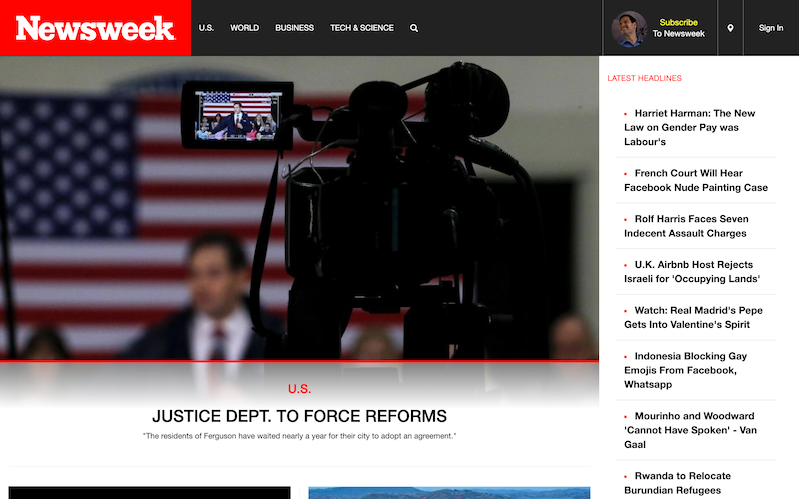 Newsweek
U.S.
WORLD
BUSINESS
TECH & SCIENCE
Subscribe
To Newsweek
Sign In
U.S.
JUSTICE DEPT. TO FORCE REFORMS
"The residents of Ferguson have waited nearly a year for their city to adopt an agreement."
LATEST HEADLINES
Harriet Harman: The New
Law on Gender Pay was
Labour's
French Court Will Hear
Facebook Nude Painting Case
Rolf Harris Faces Seven
Indecent Assault Charges
U.K. Airbnb Host Rejects
Israeli for 'Occupying Lands'
Watch: Real Madrid's Pepe
Gets Into Valentine's Spirit
Indonesia Blocking Gay
Emojis From Facebook,
Whatsapp
Mourinho and Woodward
'Cannot Have Spoken' - Van
Gaal
Rwanda to Relocate
Burundian Refugees